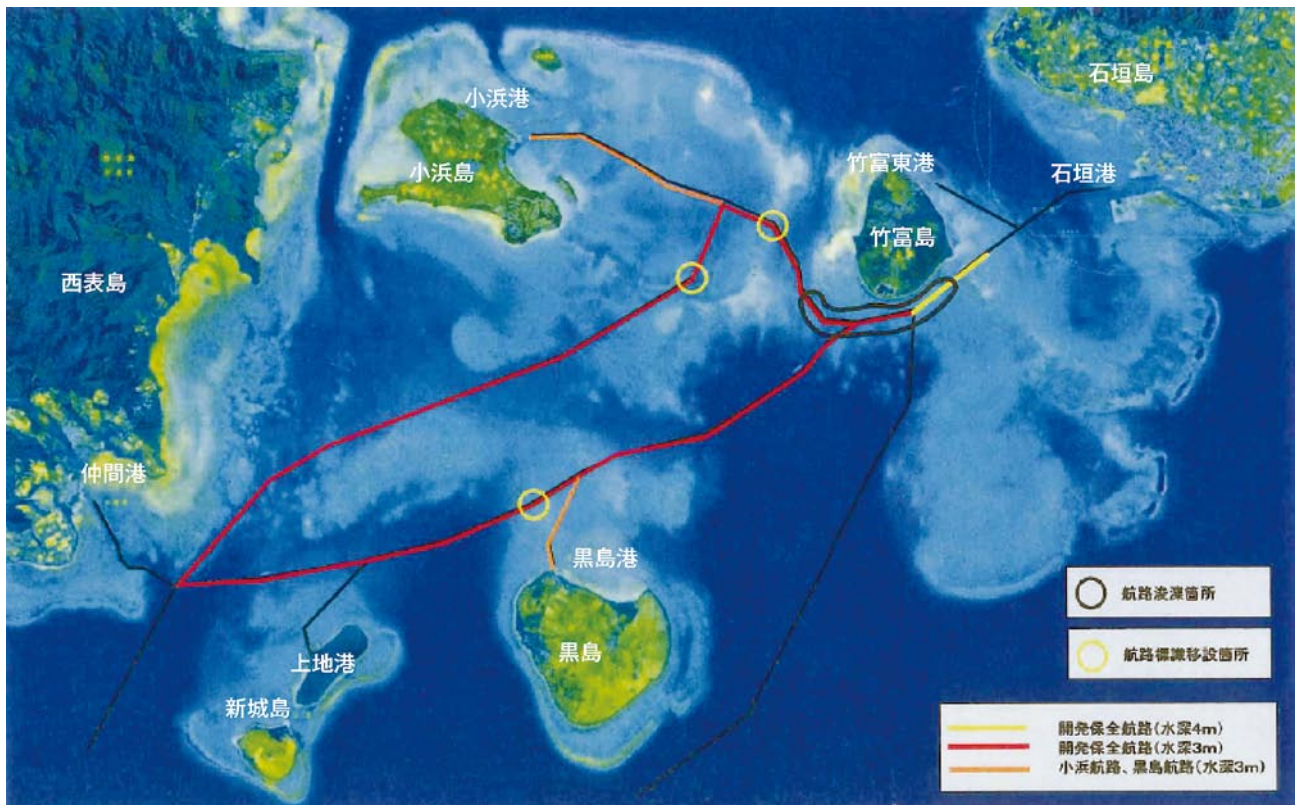 石垣島
小浜港
竹富東港
石垣港
小浜島
竹富島
西表島
仲間港
黒島港
上地港
黒島
新城島
航路浚渫箇所
航路標識移設箇所
開発保全航路(水深4m)
開発保全航路(水深3m)
小浜航路、黒島航路(水深3m)